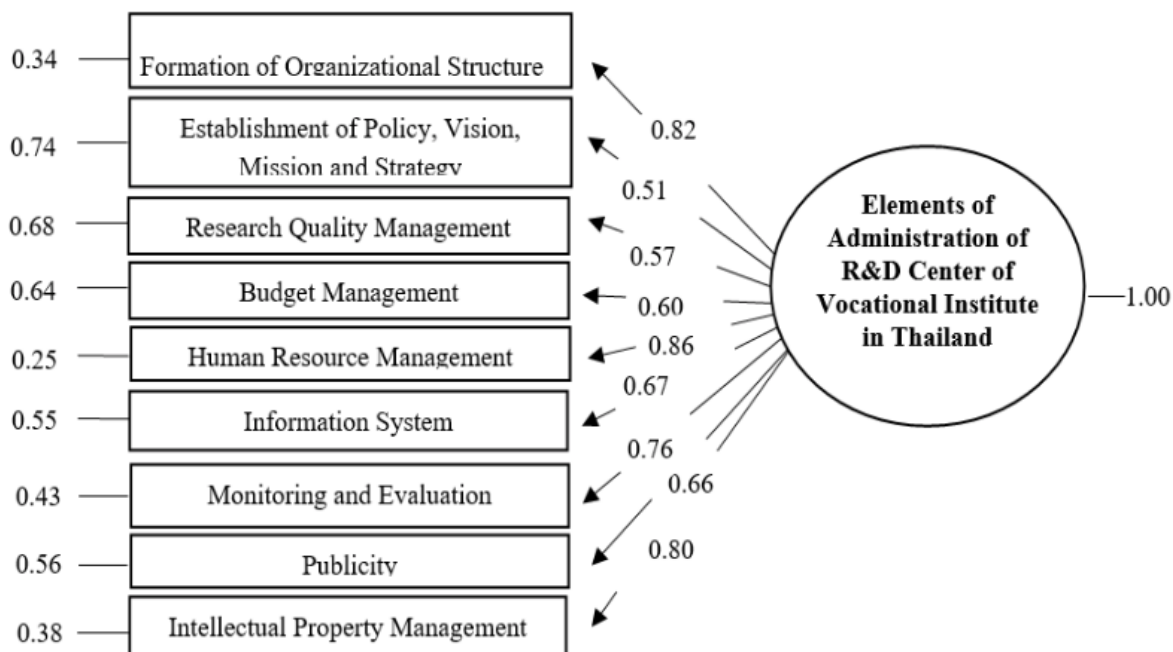 0.34
Formation of Organizational Structure
0.82
0.74
Establishment of Policy, Vision,
Mission and Strategy
0.51
0.68
Research Quality Management
0.57
0.64
Budget Management
0.60
0.25
Human Resource Management
0.86
0.55
Information System
0.67
0.43
Monitoring and Evaluation
0.76
0.56
Publicity
0.66
0.38
Intellectual Property Management
0.80
Elements of
Administration of
R&D Center of
Vocational Institute
in Thailand
1.00